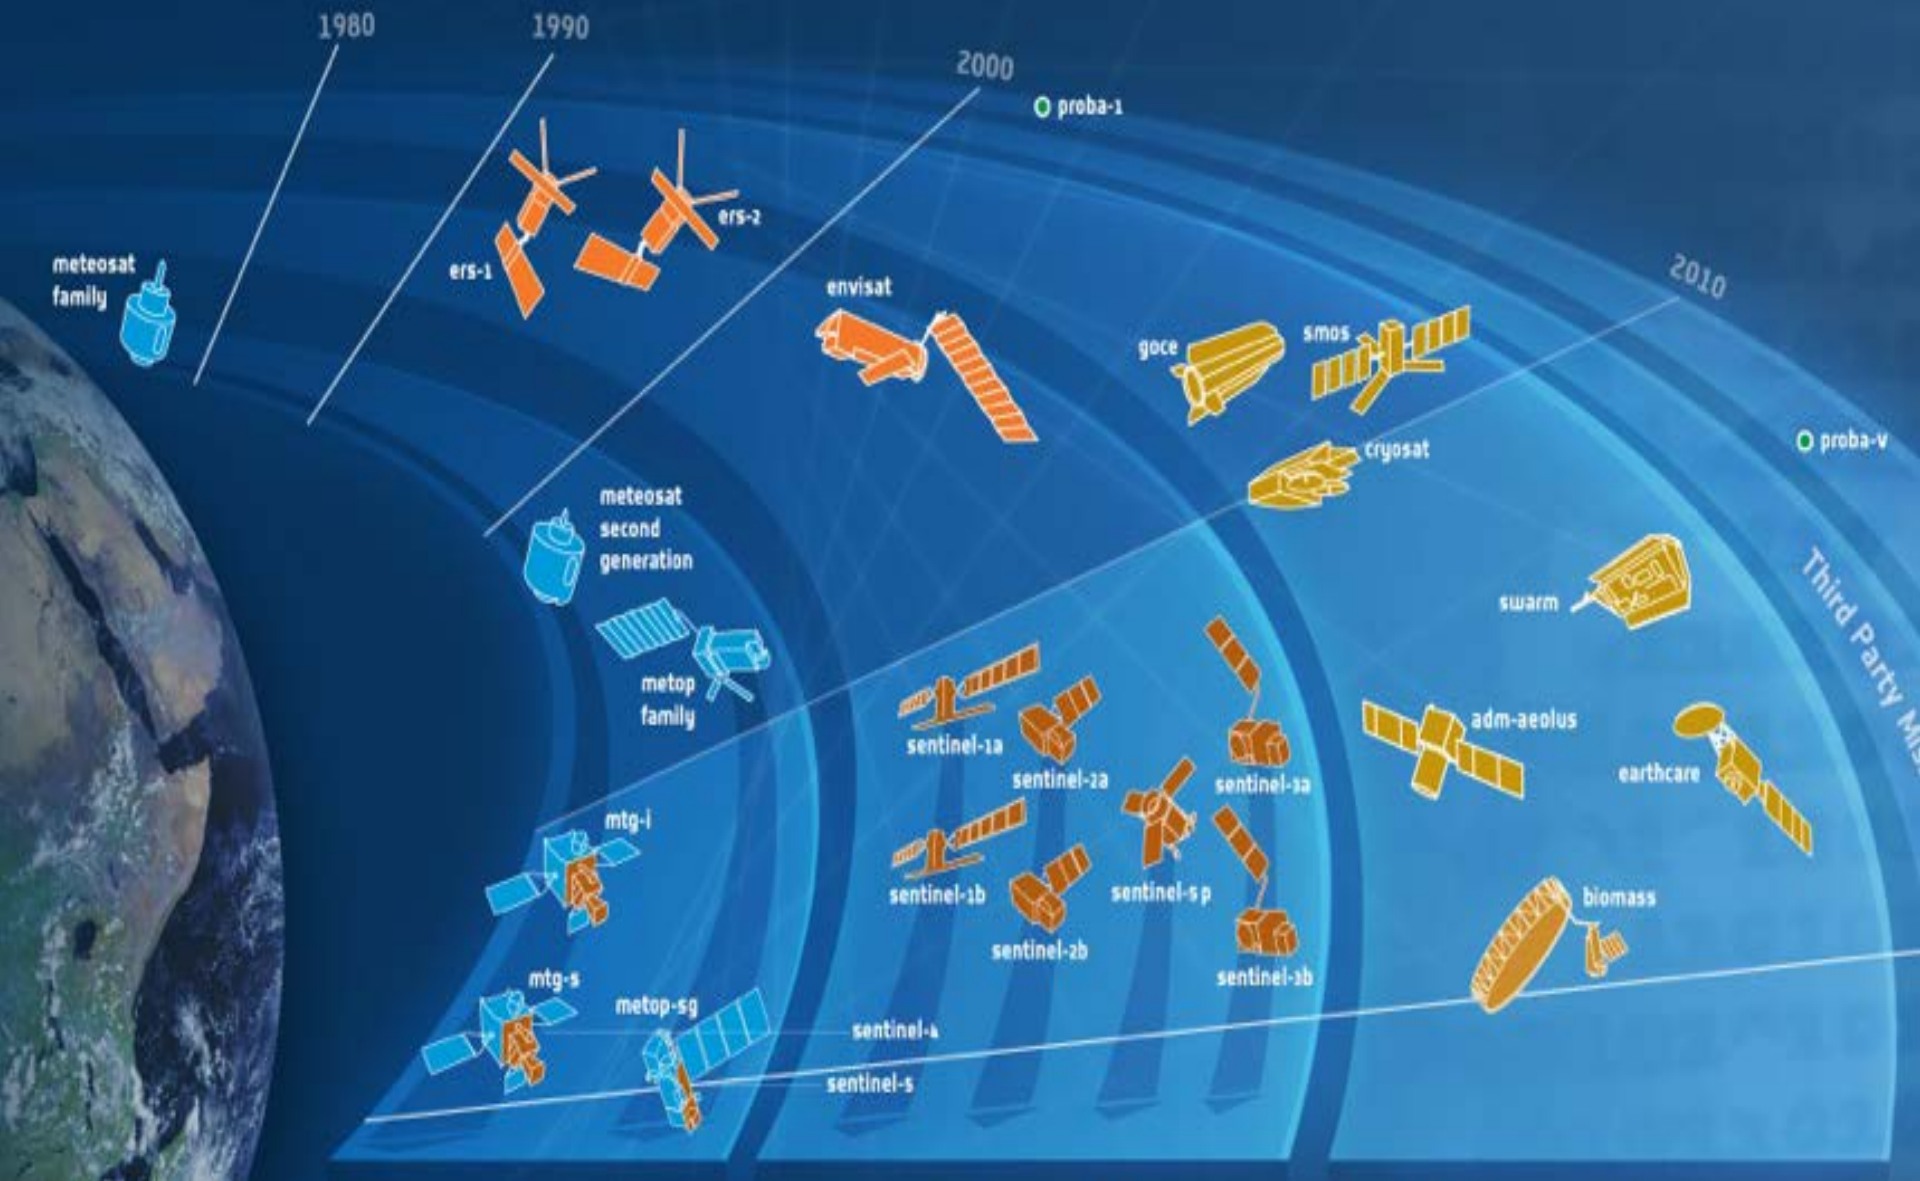 1980
1990
2000
proba-1
2010
ers-2
ers-1
meteosat
family
envisat
goce
smos
cryosat
proba-v
meteosat
second
generation
swarm
Third Party
metop
family
sentinel-1a
sentinel-2a
sentinel-3a
adm-aeolus
earthcare
mtg-i
sentinel-1b
sentinel-5p
sentinel-2b
sentinel-3b
biomass
mtg-s
metop-sg
sentinel-4
sentinel-5